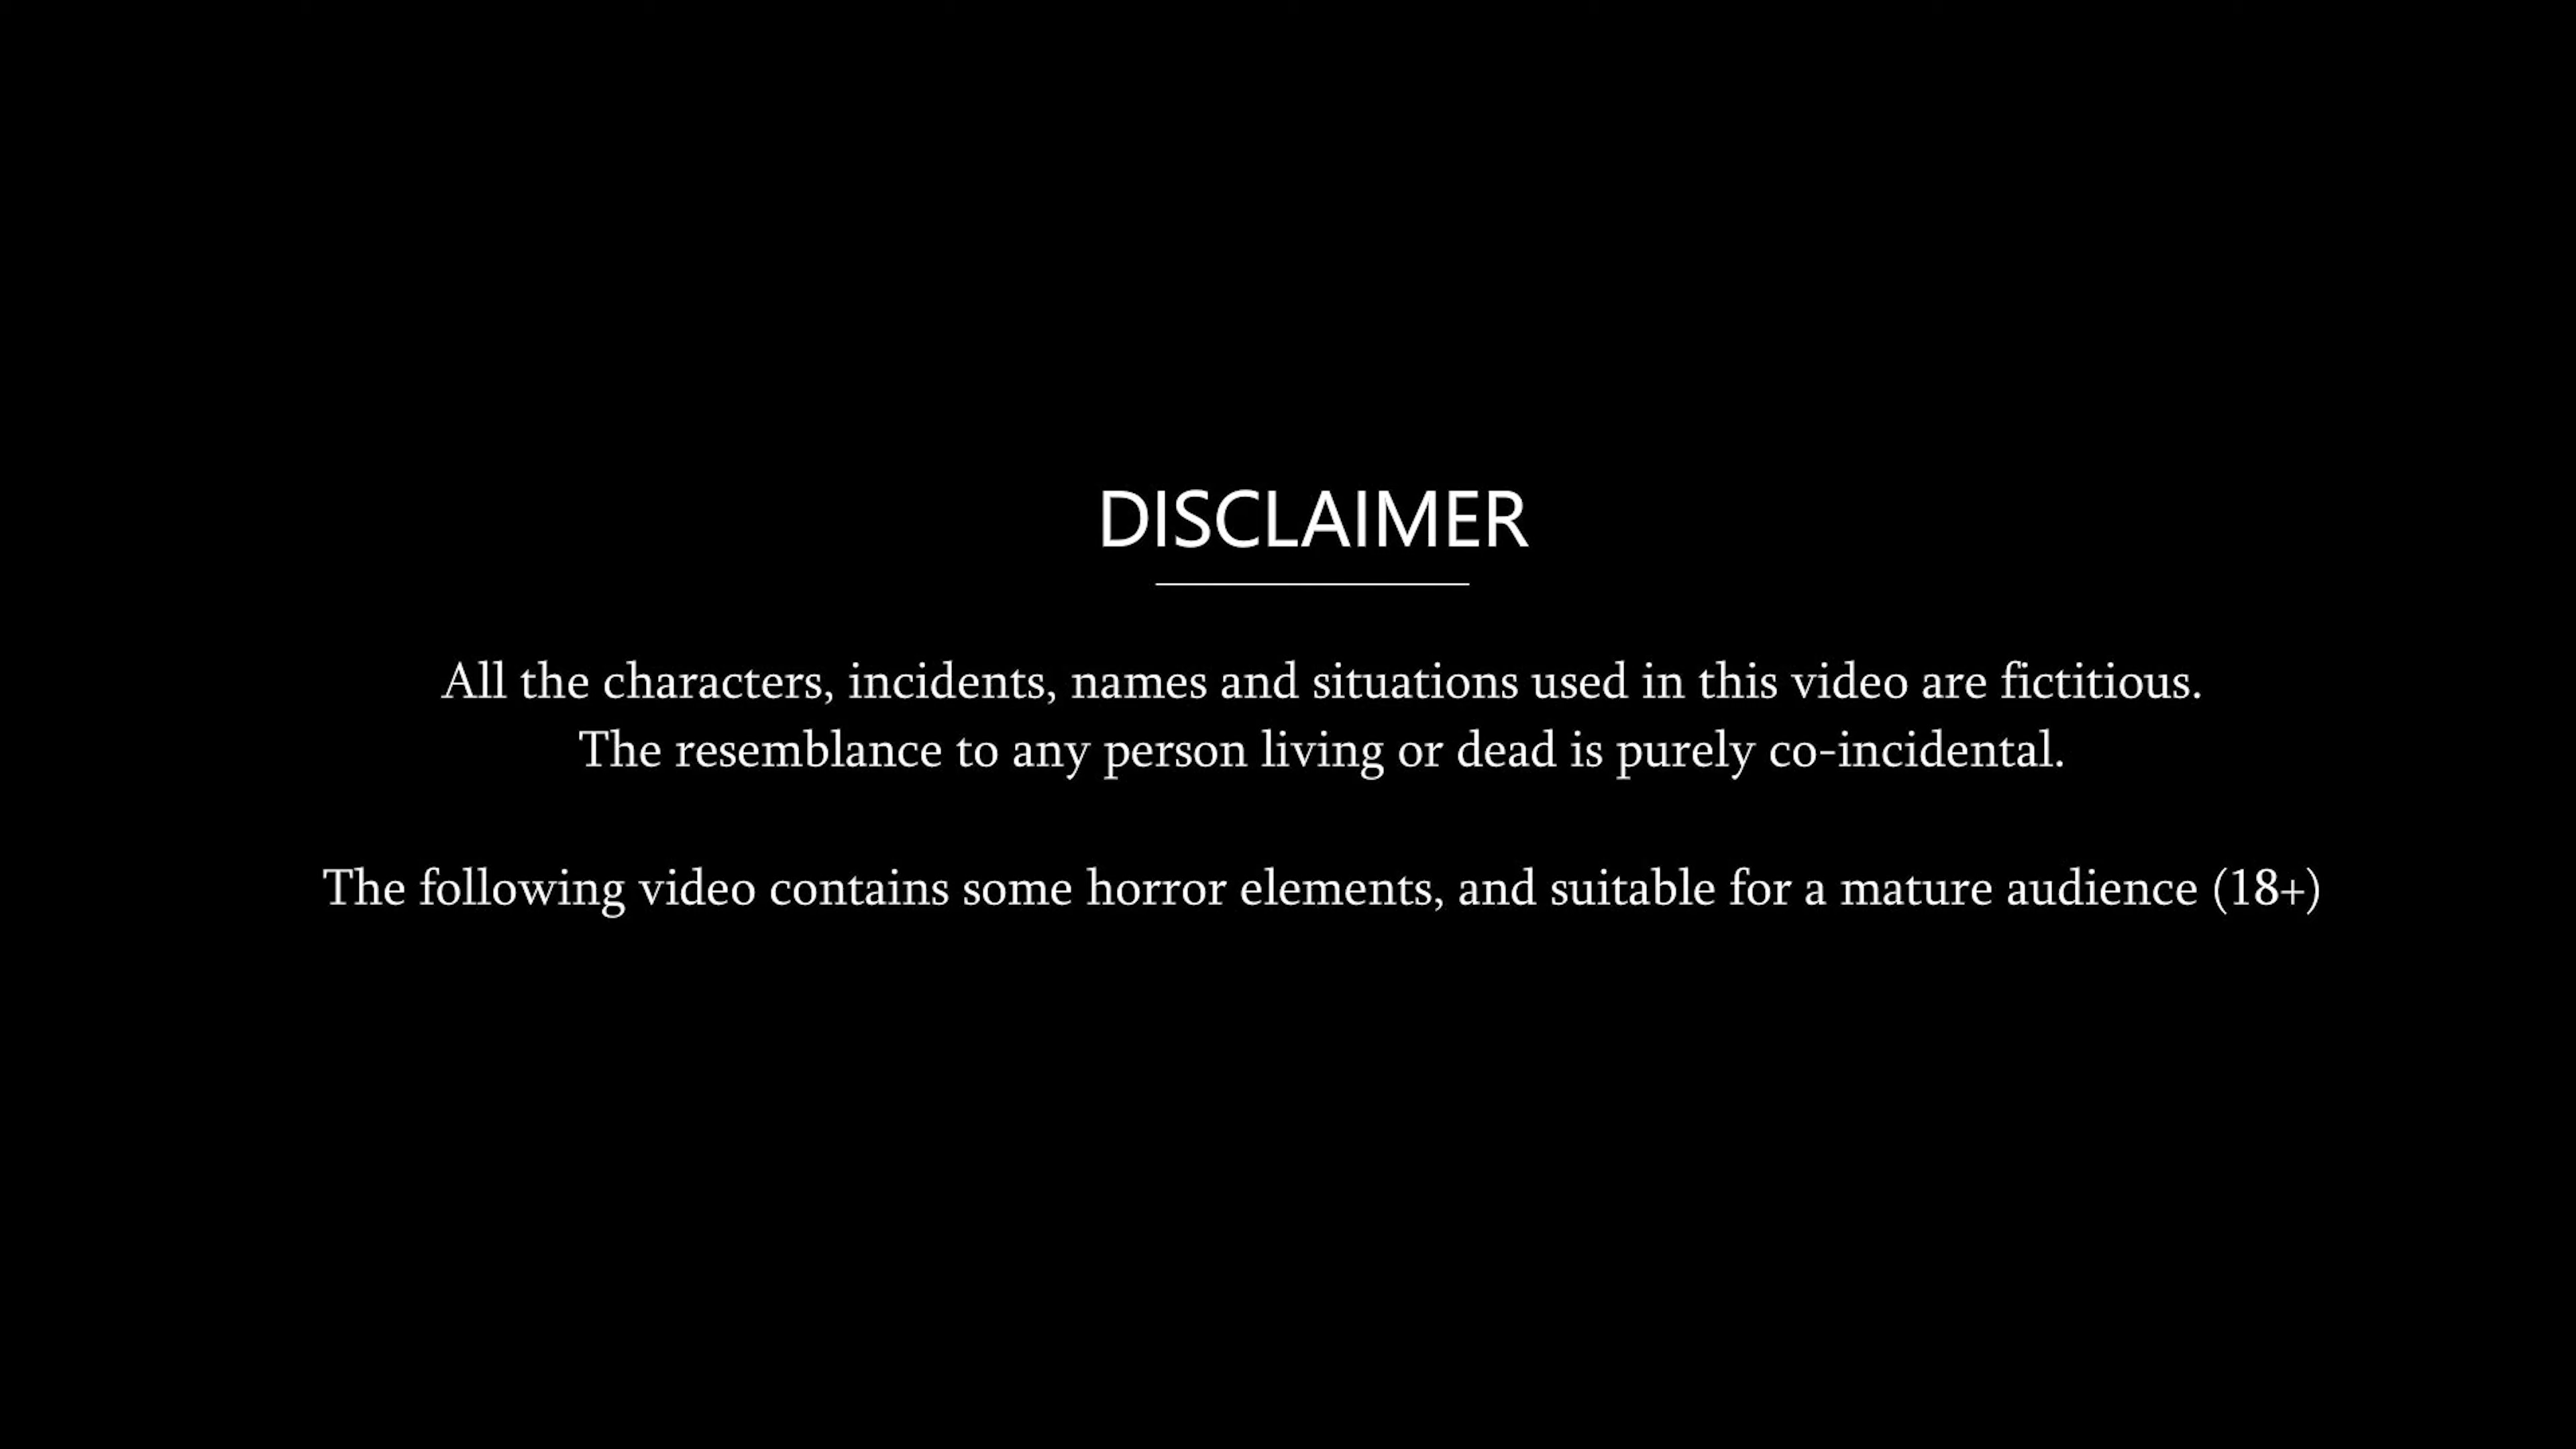 DISCLAIMER
All the characters, incidents, names and situations used in this video are fictitious.
The resemblance to any person living or dead is purely co-incidental.
The following video contains some horror elements, and suitable for a mature audience (18+)